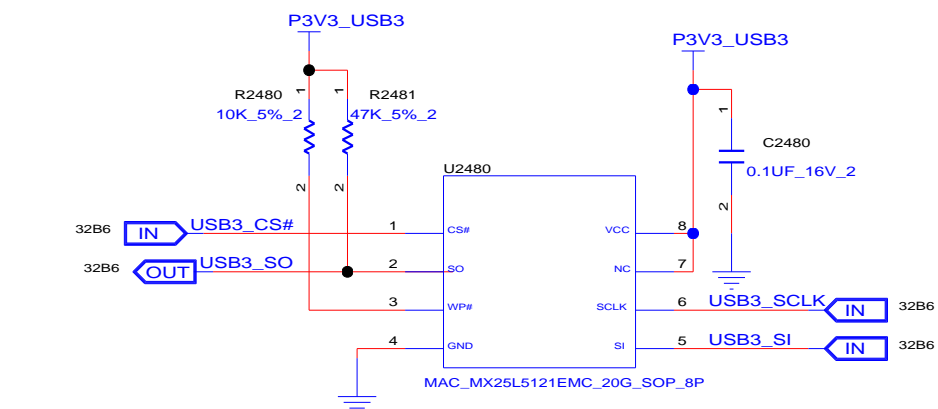 P3V3_USB3
P3V3_USB3
1
1
1
R2480
R2481
10K_5%_2
47K_5%_2
C2480
0.1UF_16V_2
2
2
2
U2480
32B6
IN
USB3_CS#
1
CS#
VCC
8
32B6
OUT
USB3_SO
2
SO
NC
7
3
WP#
SCLK
6
USB3_SCLK
IN
32B6
4
GND
SI
5
USB3_SI
IN
32B6
MAC_MX25L5121EMC_20G_SOP_8P